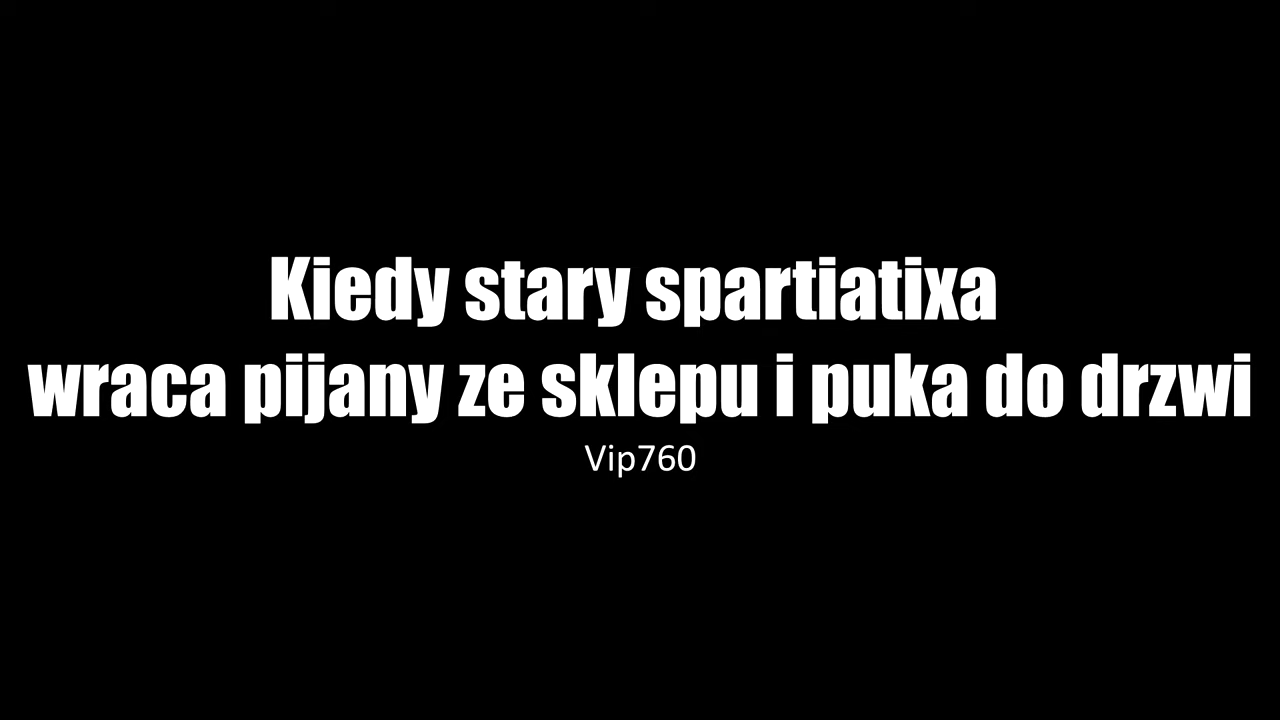 Kiedy stary spartiatixa
wraca pijany ze sklepu i puka do drzwi
Vip760